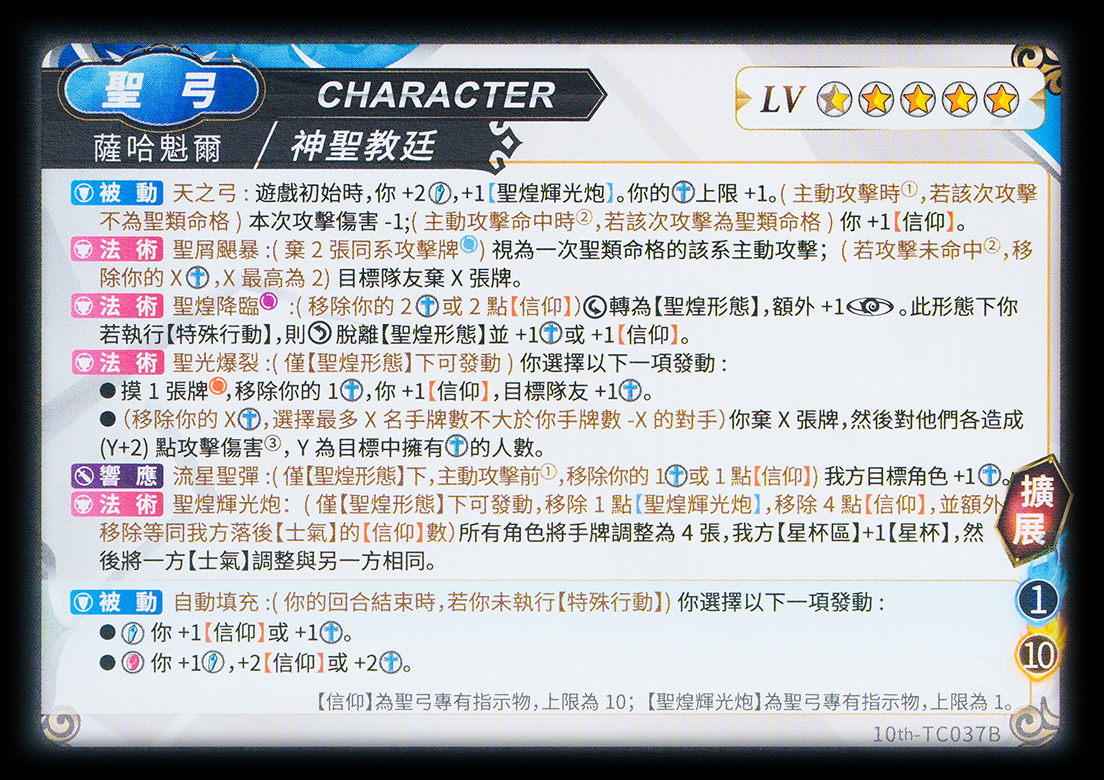 聖 弓
CHARACTER
LV
薩哈魁爾 / 神聖教廷
被動 天之弓:遊戲初始時,你 +2,+1【聖煌輝光炮】。你的上限 +1。(主動攻擊時①,若該次攻擊
不為聖類命格)本次攻擊傷害 -1;(主動攻擊命中時②,若該次攻擊為聖類命格)你 +1【信仰】。
法術 聖屑颶暴:(棄 2 張同系攻擊牌)視為一次聖類命格的該系主動攻擊;(若攻擊未命中②,移
除你的 X,X 最高為 2)目標隊友棄 X 張牌。
法術 聖煌降臨:(移除你的 2或 2 點【信仰】)轉為【聖煌形態】,額外 +1。此形態下你
若執行【特殊行動】,則脫離【聖煌形態】並 +1或 +1【信仰】。
法術 聖光爆裂:(僅【聖煌形態】下可發動)你選擇以下一項發動:
●摸 1 張牌,移除你的 1,你 +1【信仰】,目標隊友 +1。
●(移除你的 X,選擇最多 X 名手牌數不大於你手牌數 -X 的對手)你棄 X 張牌,然後對他們各造成
(Y+2) 點攻擊傷害③, Y 為目標中擁有的人數。
響應 流星聖彈:(僅【聖煌形態】下,主動攻擊前①,移除你的 1或 1 點【信仰】)我方目標角色 +1。
法術 聖煌輝光炮:(僅【聖煌形態】下可發動,移除 1 點【聖煌輝光炮】,移除 4 點【信仰】,並額外
移除等同我方落後【士氣】的【信仰】數)所有角色將手牌調整為 4 張,我方【星杯區】+1【星杯】,然
後將一方【士氣】調整與另一方相同。
擴展
被動 自動填充:(你的回合結束時,若你未執行【特殊行動】)你選擇以下一項發動:
●你 +1【信仰】或 +1。
●你 +1,+2【信仰】或 +2。
1
10
【信仰】為聖弓專有指示物,上限為 10;【聖煌輝光炮】為聖弓專有指示物,上限為 1。
10th-TC037B